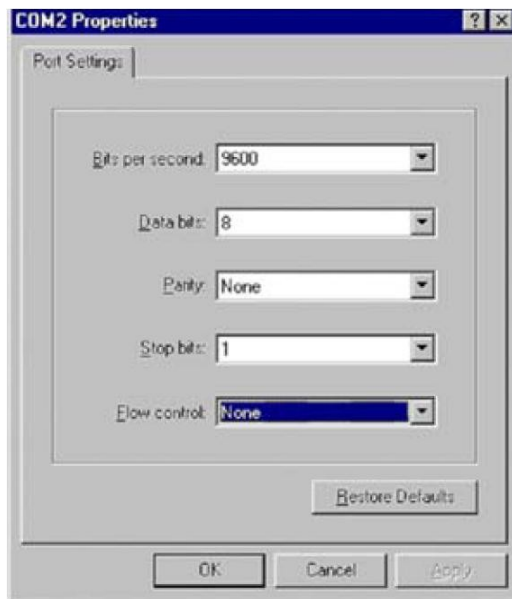 COM2 Properties
Port Settings
Bits per second: 9600
Data bits: 8
Parity: None
Stop bits: 1
Flow control: None
Restore Defaults
OK Cancel Apply